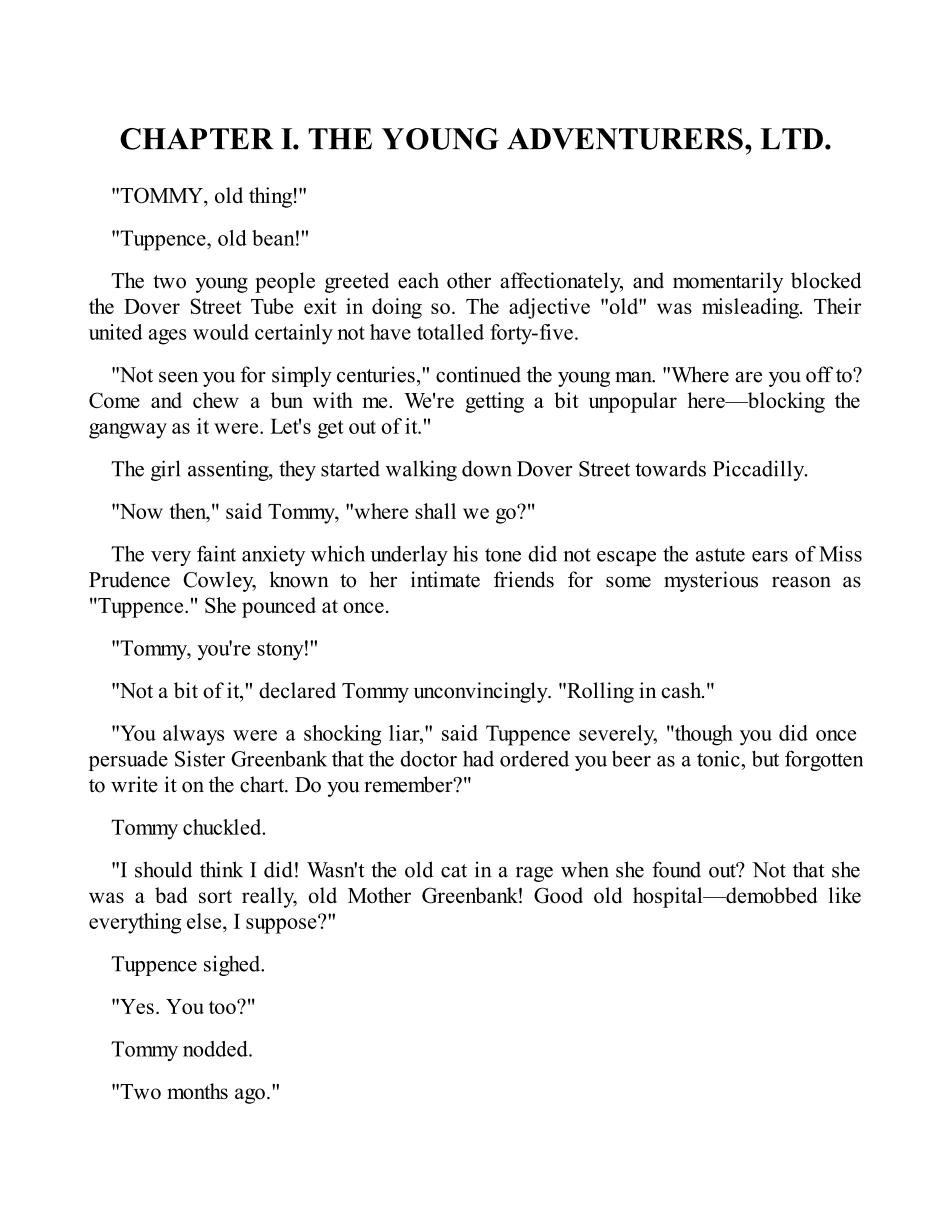 CHAPTER I. THE YOUNG ADVENTURERS, LTD.
"TOMMY, old thing!"
"Tuppence, old bean!"
The two young people greeted each other affectionately, and momentarily blocked
the Dover Street Tube exit in doing so. The adjective "old" was misleading. Their
united ages would certainly not have totalled forty-five.
"Not seen you for simply centuries," continued the young man. "Where are you off to?
Come and chew a bun with me. We're getting a bit unpopular here—blocking the
gangway as it were. Let's get out of it."
The girl assenting, they started walking down Dover Street towards Piccadilly.
"Now then," said Tommy, "where shall we go?"
The very faint anxiety which underlay his tone did not escape the astute ears of Miss
Prudence Cowley, known to her intimate friends for some mysterious reason as
"Tuppence." She pounced at once.
"Tommy, you're stony!"
"Not a bit of it," declared Tommy unconvincingly. "Rolling in cash."
"You always were a shocking liar," said Tuppence severely, "though you did once
persuade Sister Greenbank that the doctor had ordered you beer as a tonic, but forgotten
to write it on the chart. Do you remember?"
Tommy chuckled.
"I should think I did! Wasn't the old cat in a rage when she found out? Not that she
was a bad sort really, old Mother Greenbank! Good old hospital—demobbed like
everything else, I suppose?"
Tuppence sighed.
"Yes. You too?"
Tommy nodded.
"Two months ago."